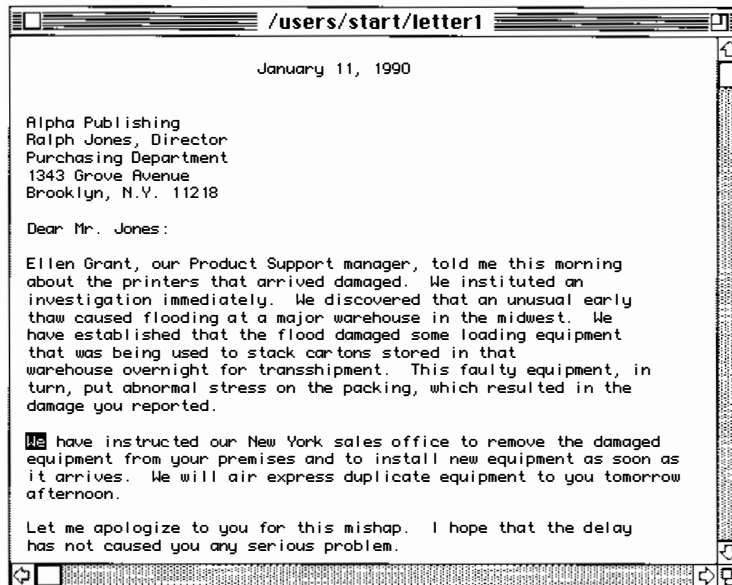 /users/start/letter1
January 11, 1990
Alpha Publishing
Ralph Jones, Director
Purchasing Department
1343 Grove Avenue
Brooklyn, N.Y. 11218
Dear Mr. Jones:
Ellen Grant, our Product Support manager, told me this morning
about the printers that arrived damaged.  We instituted an
investigation immediately.  We discovered that an unusual early
thaw caused flooding at a major warehouse in the midwest.  We
have established that the flood damaged some loading equipment
that was being used to stack cartons stored in that
warehouse overnight for transshipment.  This faulty equipment, in
turn, put abnormal stress on the packing, which resulted in the
damage you reported.
We have instructed our New York sales office to remove the damaged
equipment from your premises and to install new equipment as soon as
it arrives.  We will air express duplicate equipment to you tomorrow
afternoon.
Let me apologize to you for this mishap.  I hope that the delay
has not caused you any serious problem.